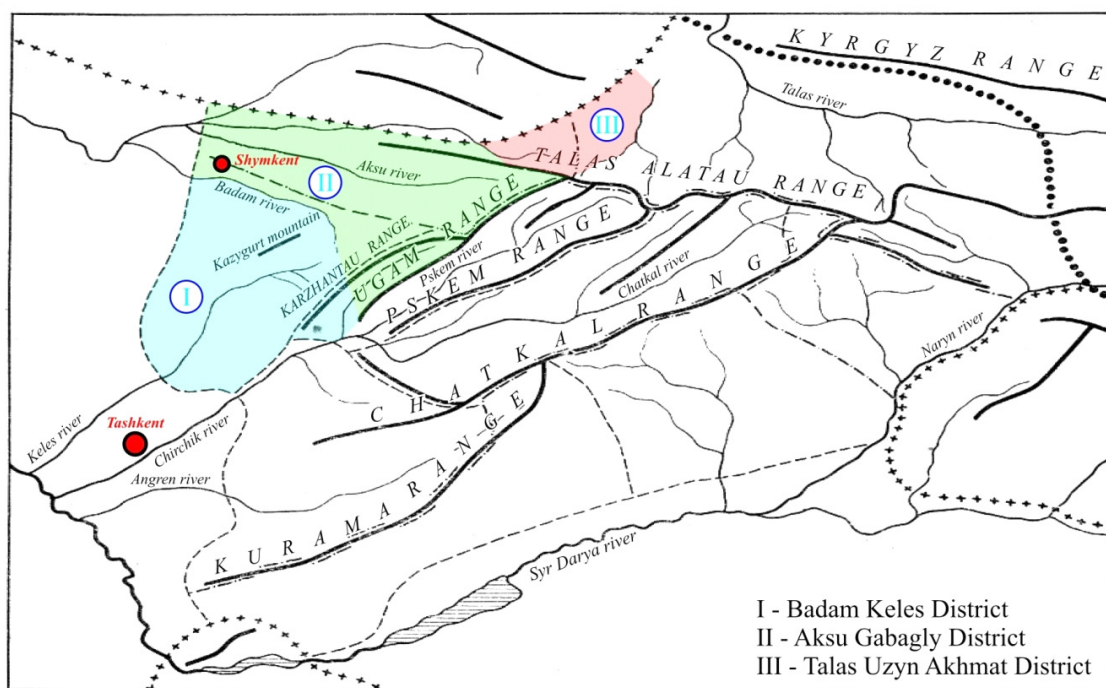 KYRGYZ RANGE
Talas river
III
TALAS ALATAU RANGE
Shymkent
Aksu river
II
Badam river
Kazygurt mountain
KARZHANTAU RANGE
UGAM RANGE
Pskem river
PSKEM RANGE
Chatkal river
I
CHATKAL RANGE
Naryn river
Keles river
Tashkent
Chirchik river
Angren river
KURAMA RANGE
Syr Darya river
I - Badam Keles District
II - Aksu Gabagly District
III - Talas Uzyn Akhmat District